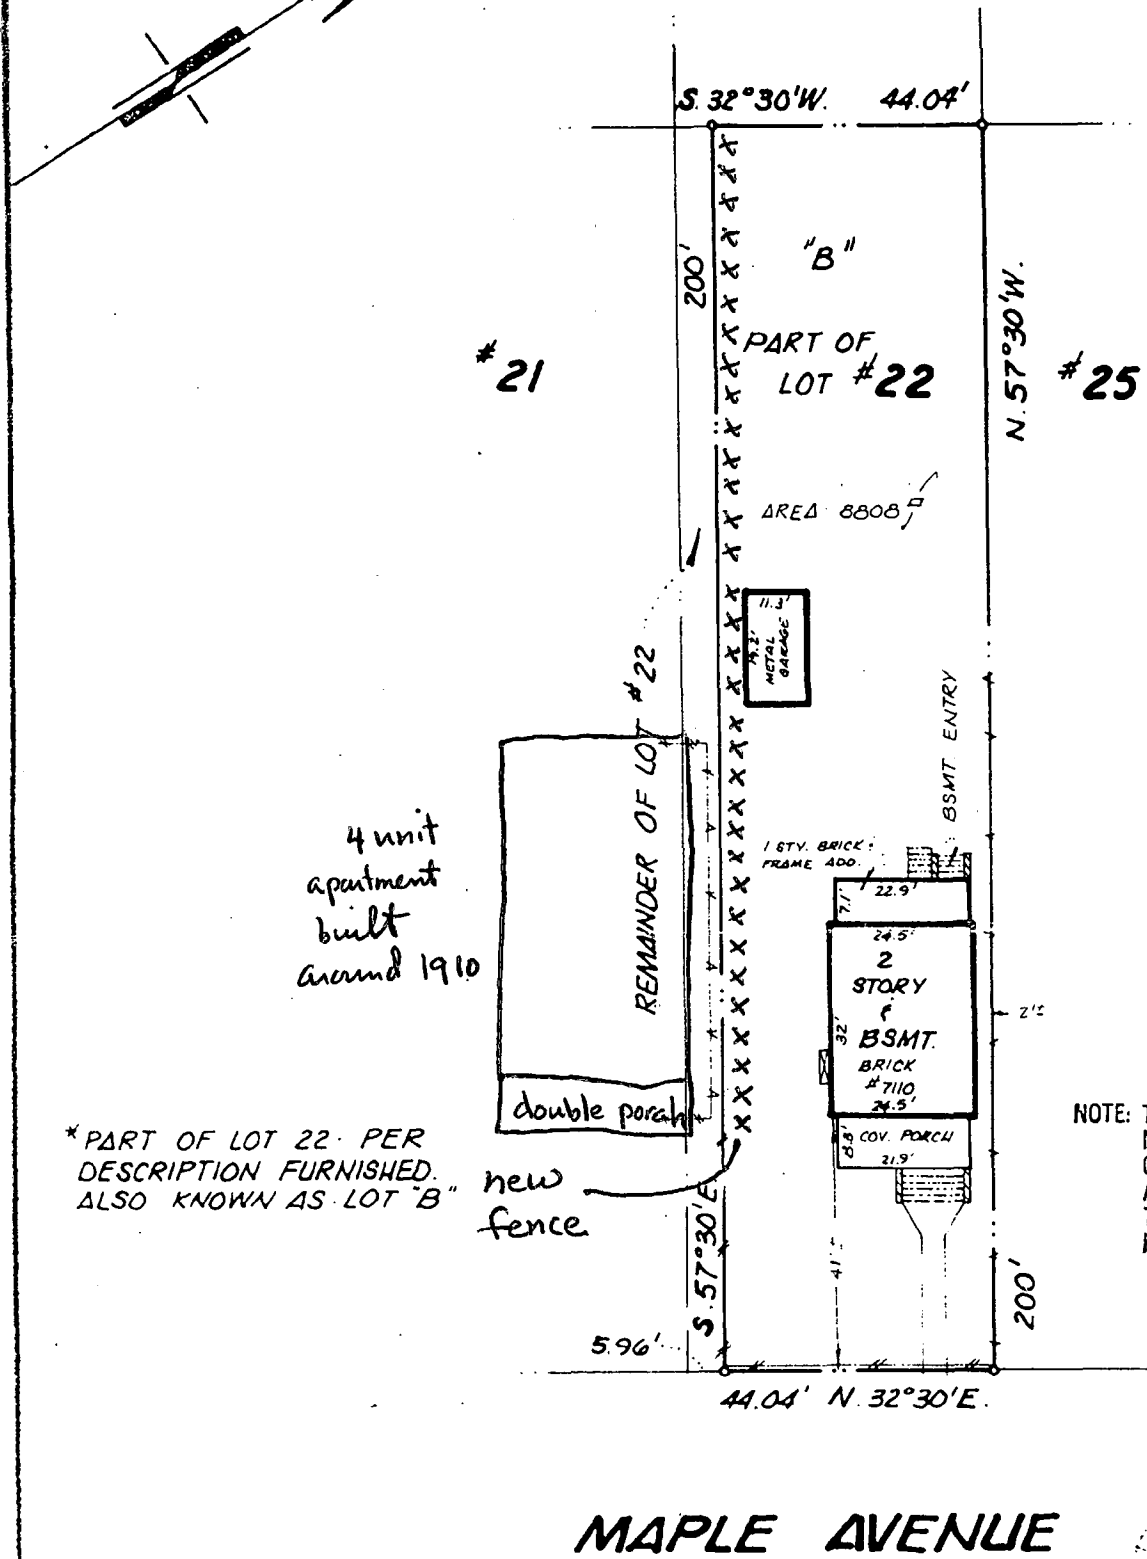 S. 32°30'W. 44.04'
"B"
200'
N. 57°30'W.
PART OF
LOT #22
#21
#25
AREA 8808
11.3'
METAL
GARAGE
REMAINDER OF LOT #22
BSMT ENTRY
1 STY. BRICK &
FRAME ADD.
22.9'
7.1'
24.5'
2
STORY
&
BSMT.
BRICK
#7110
24.5'
32'
2'±
4 unit
apartment
built
around 1910
double porch
COV. PORCH
8.8'
21.9'
NOTE:
*PART OF LOT 22 PER
DESCRIPTION FURNISHED.
ALSO KNOWN AS LOT "B"
new
fence
S. 57°30'E.
41'±
200'
5.96'
44.04' N. 32°30'E.
MAPLE AVENUE